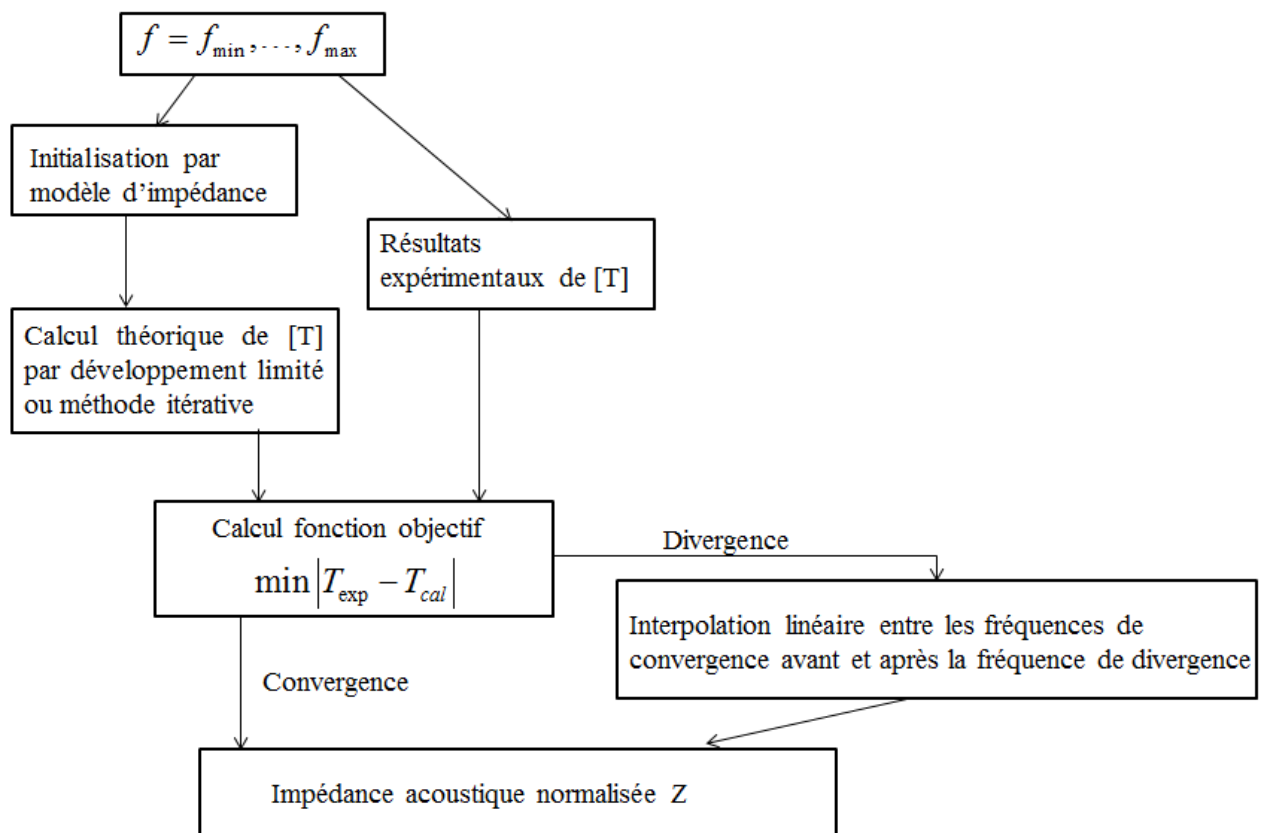 f = f_min, ..., f_max
Initialisation par
modèle d'impédance
Résultats
expérimentaux de [T]
Calcul théorique de [T]
par développement limité
ou méthode itérative
Calcul fonction objectif
min |T_exp − T_cal|
Divergence
Interpolation linéaire entre les fréquences de
convergence avant et après la fréquence de divergence
Convergence
Impédance acoustique normalisée Z